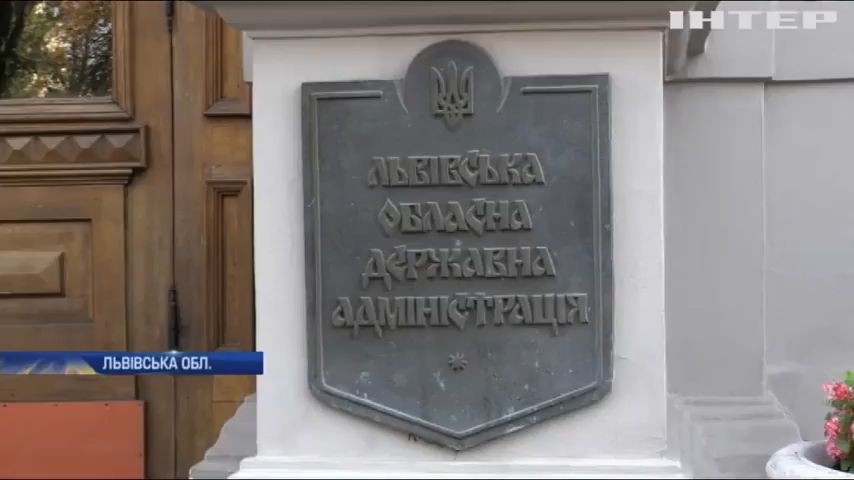 ІНТЕР
ЛЬВІВСЬКА
ОБЛАСНА
ДЕРЖАВНА
АДМІНІСТРАЦІЯ
ЛЬВІВСЬКА ОБЛ.